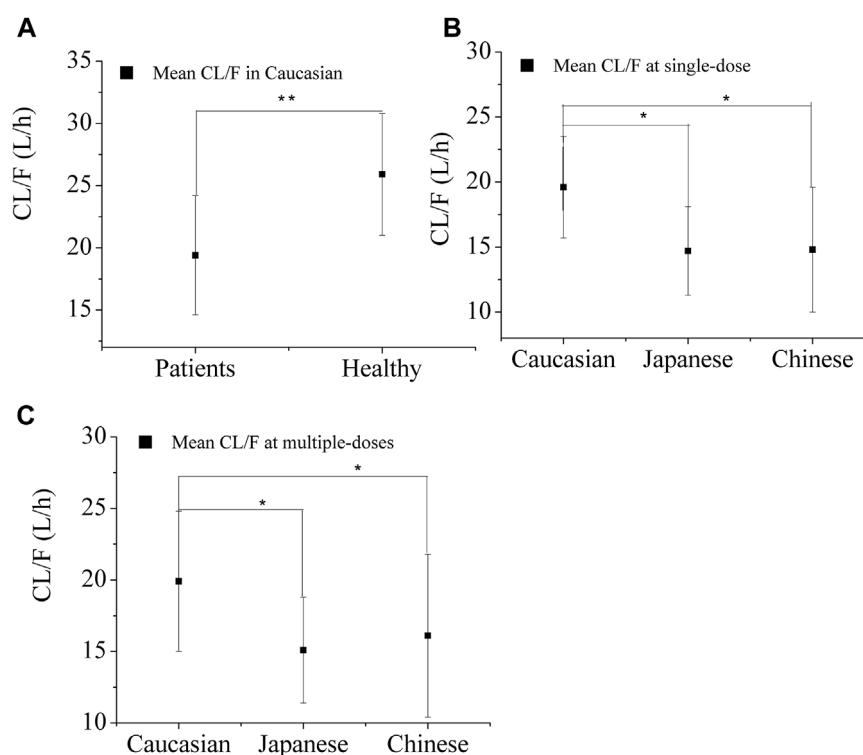 A
Mean CL/F in Caucasian
**
CL/F (L/h)
35
30
25
20
15
Patients Healthy
B
Mean CL/F at single-dose
*
*
CL/F (L/h)
30
25
20
15
10
Caucasian Japanese Chinese
C
Mean CL/F at multiple-doses
*
*
CL/F (L/h)
30
25
20
15
10
Caucasian Japanese Chinese